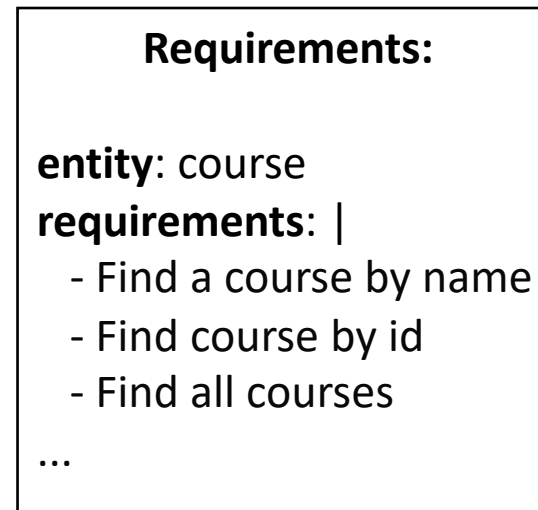 Requirements:
entity: course
requirements: |
- Find a course by name
- Find course by id
- Find all courses
...